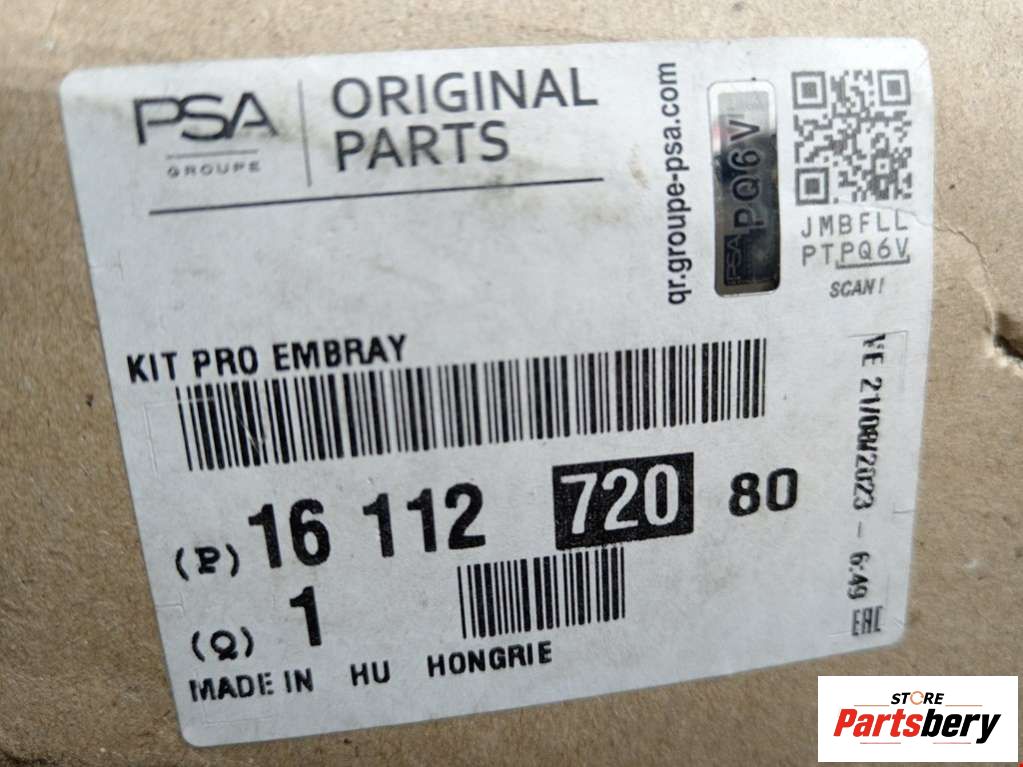 PSA
GROUPE
ORIGINAL
PARTS
qr.groupe-psa.com
PSA PQ6V
JMBFLL
PTPQ6V
SCAN!
KIT PRO EMBRAY
(P) 16 112 720 80
(Q) 1
MADE IN HU HONGRIE
VE 21/08/2023 - 6:49
EAC
STORE
Partsbery